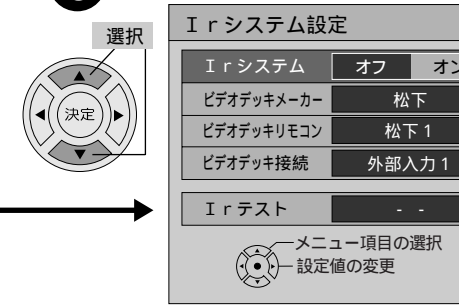 選択
決定
Ｉｒシステム設定
Ｉｒシステム オフ オン
ビデオデッキメーカー 松下
ビデオデッキリモコン 松下１
ビデオデッキ接続 外部入力１
Ｉｒテスト - -
メニュー項目の選択
設定値の変更